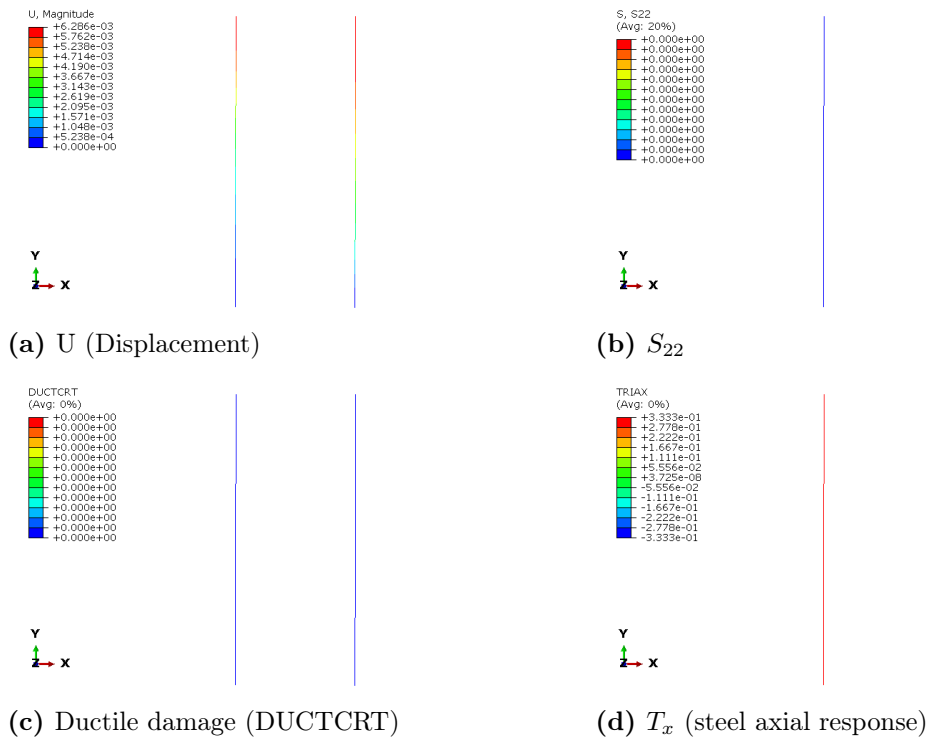 U, Magnitude
+6.286e-03
+5.762e-03
+5.238e-03
+4.714e-03
+4.190e-03
+3.667e-03
+3.143e-03
+2.619e-03
+2.095e-03
+1.571e-03
+1.048e-03
+5.238e-04
+0.000e+00
Y
Z X
(a) U (Displacement)
S, S22
(Avg: 20%)
+0.000e+00
+0.000e+00
+0.000e+00
+0.000e+00
+0.000e+00
+0.000e+00
+0.000e+00
+0.000e+00
+0.000e+00
+0.000e+00
+0.000e+00
+0.000e+00
+0.000e+00
Y
Z X
(b) S22
DUCTCRT
(Avg: 0%)
+0.000e+00
+0.000e+00
+0.000e+00
+0.000e+00
+0.000e+00
+0.000e+00
+0.000e+00
+0.000e+00
+0.000e+00
+0.000e+00
+0.000e+00
+0.000e+00
+0.000e+00
Y
Z X
(c) Ductile damage (DUCTCRT)
TRIAX
(Avg: 0%)
+3.333e-01
+2.778e-01
+2.222e-01
+1.667e-01
+1.111e-01
+5.556e-02
+3.725e-08
-5.556e-02
-1.111e-01
-1.667e-01
-2.222e-01
-2.778e-01
-3.333e-01
Y
Z X
(d) Tx (steel axial response)